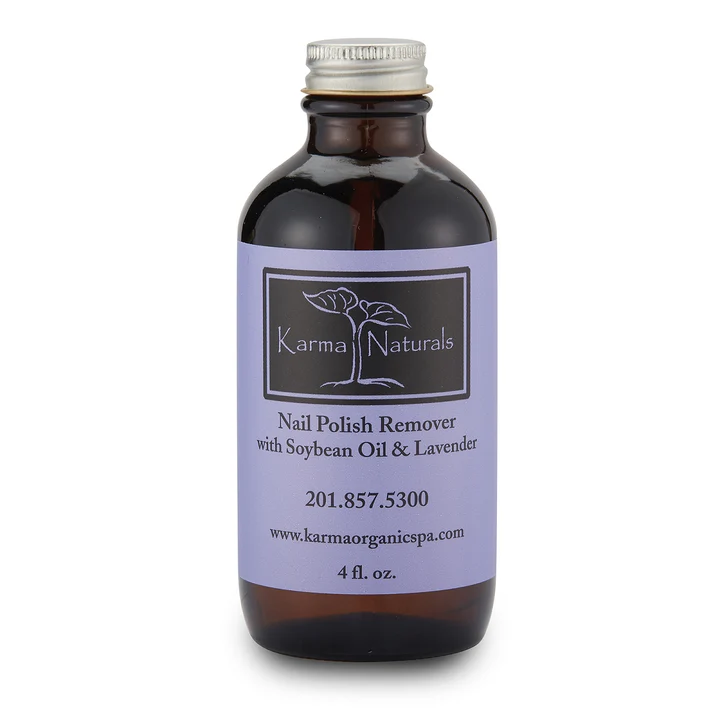 Karma Naturals
Nail Polish Remover
with Soybean Oil & Lavender
201.857.5300
www.karmaorganicspa.com
4 fl. oz.